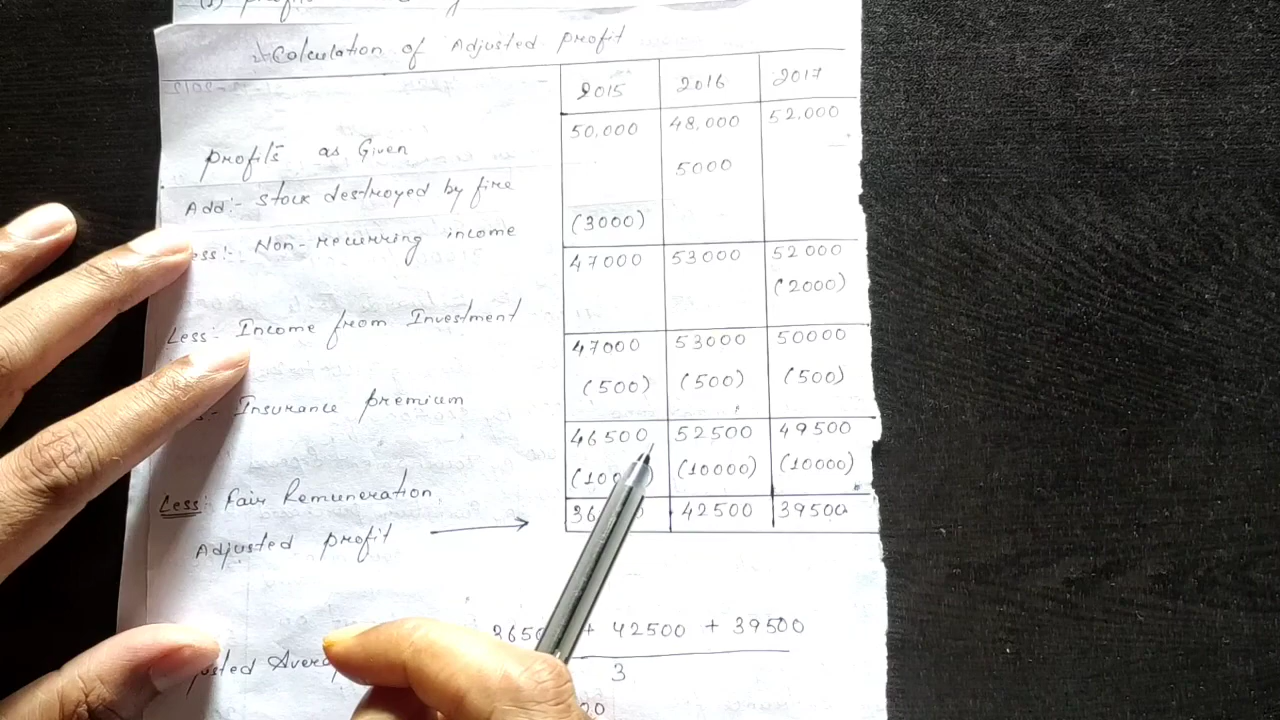 Calculation of Adjusted profit
2015 2016 2017
profits as Given 50,000 48,000 52,000
Add:- Stock destroyed by fire 5000
Non-recurring income (3000)
47000 53000 52000
Less:- Income from Investment (2000)
47000 53000 50000
Insurance premium (500) (500) (500)
46500 52500 49500
Less: Fair Remuneration (10000) (10000)
Adjusted profit 42500 39500
+ 42500 + 39500
3